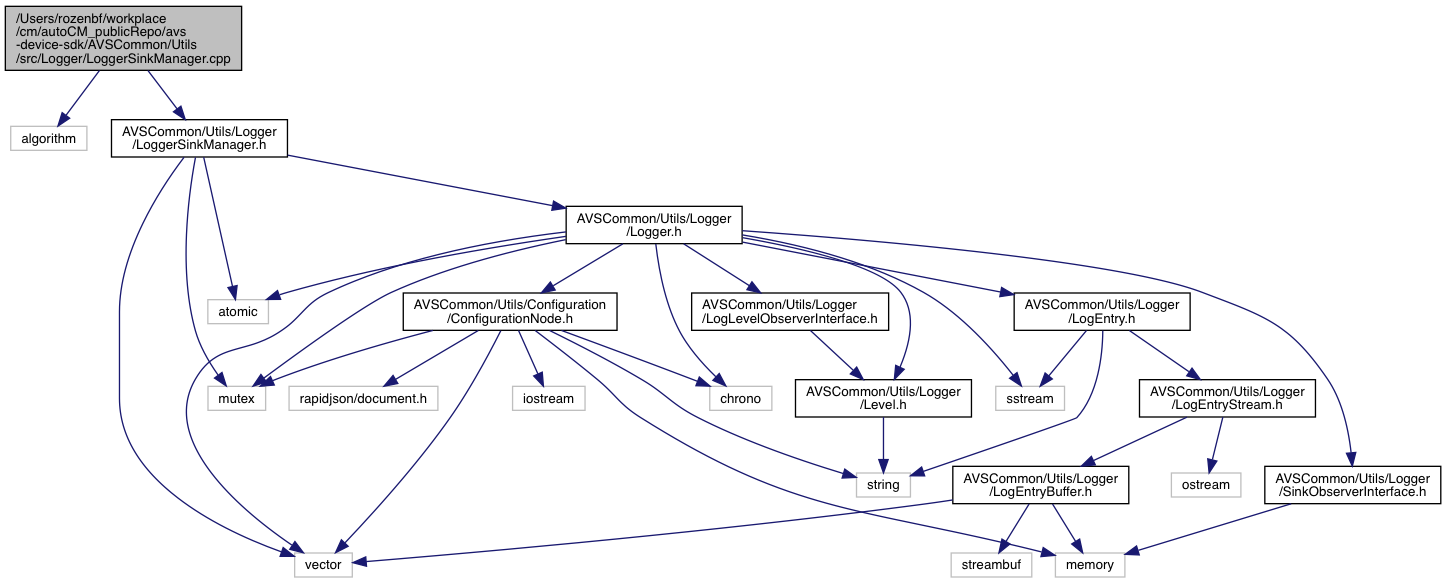 /Users/rozenbf/workplace
/cm/autoCM_publicRepo/avs
-device-sdk/AVSCommon/Utils
/src/Logger/LoggerSinkManager.cpp
algorithm
AVSCommon/Utils/Logger
/LoggerSinkManager.h
AVSCommon/Utils/Logger
/Logger.h
atomic
AVSCommon/Utils/Configuration
/ConfigurationNode.h
AVSCommon/Utils/Logger
/LogLevelObserverInterface.h
AVSCommon/Utils/Logger
/LogEntry.h
mutex
rapidjson/document.h
iostream
chrono
AVSCommon/Utils/Logger
/Level.h
sstream
AVSCommon/Utils/Logger
/LogEntryStream.h
string
AVSCommon/Utils/Logger
/LogEntryBuffer.h
ostream
AVSCommon/Utils/Logger
/SinkObserverInterface.h
vector
streambuf
memory